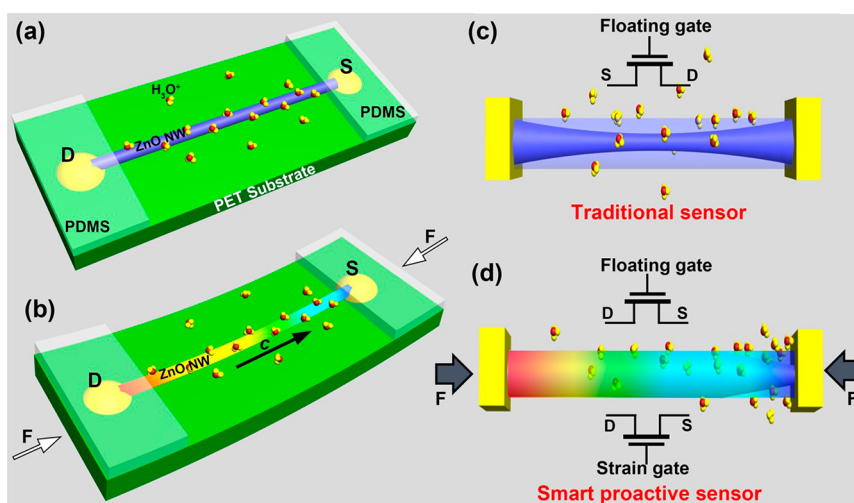 (a)
H₃O⁺
S
PDMS
ZnO NW
D
PDMS
PET Substrate
(b)
F
S
ZnO NW
c
D
F
(c)
Floating gate
S
D
Traditional sensor
(d)
Floating gate
D
S
F
F
D
S
Strain gate
Smart proactive sensor